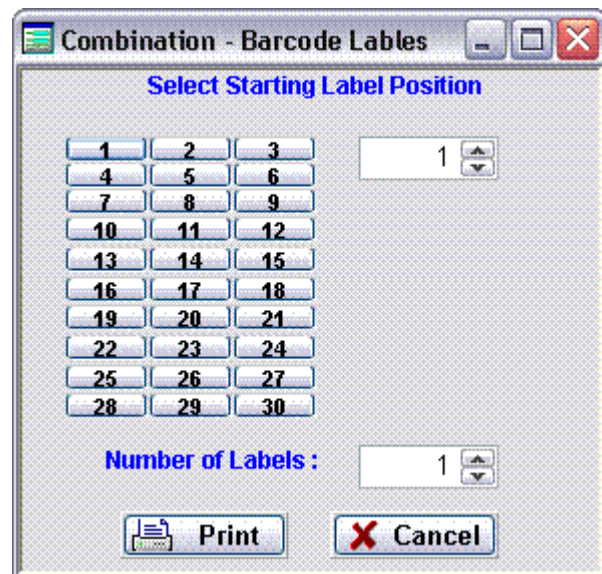 Combination - Barcode Lables
Select Starting Label Position
1 2 3 1
4 5 6
7 8 9
10 11 12
13 14 15
16 17 18
19 20 21
22 23 24
25 26 27
28 29 30
Number of Labels : 1
Print Cancel